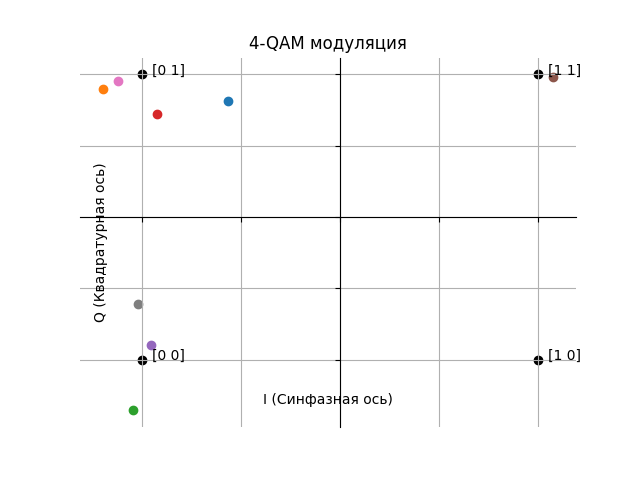 4-QAM модуляция
[0 1]
[1 1]
Q (Квадратурная ось)
[0 0]
[1 0]
I (Синфазная ось)